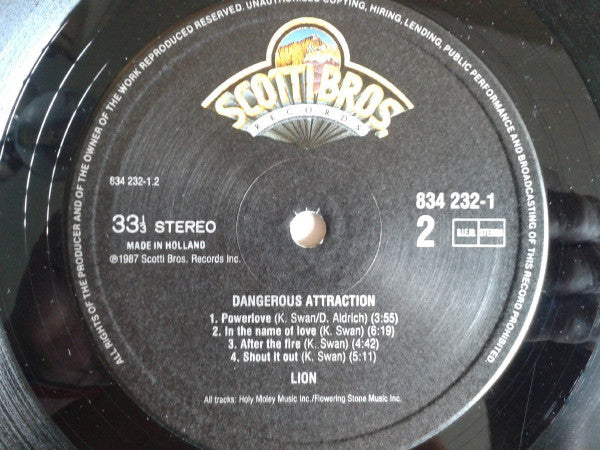 ALL RIGHTS OF THE PRODUCER AND OF THE OWNER OF THE WORK REPRODUCED RESERVED. UNAUTHORISED COPYING, HIRING, LENDING, PUBLIC PERFORMANCE AND BROADCASTING OF THIS RECORD PROHIBITED.
SCOTTI BROS.
RECORDS
834 232-1.2
834 232-1
33⅓ STEREO
2
B.I.E.M. STEMRA
MADE IN HOLLAND
℗1987 Scotti Bros. Records Inc.
DANGEROUS ATTRACTION
1. Powerlove (K. Swan/D. Aldrich) (3:55)
2. In the name of love (K. Swan) (6:19)
3. After the fire (K. Swan) (4:42)
4. Shout it out (K. Swan) (5:11)
LION
All tracks: Holy Moley Music Inc./Flowering Stone Music Inc.